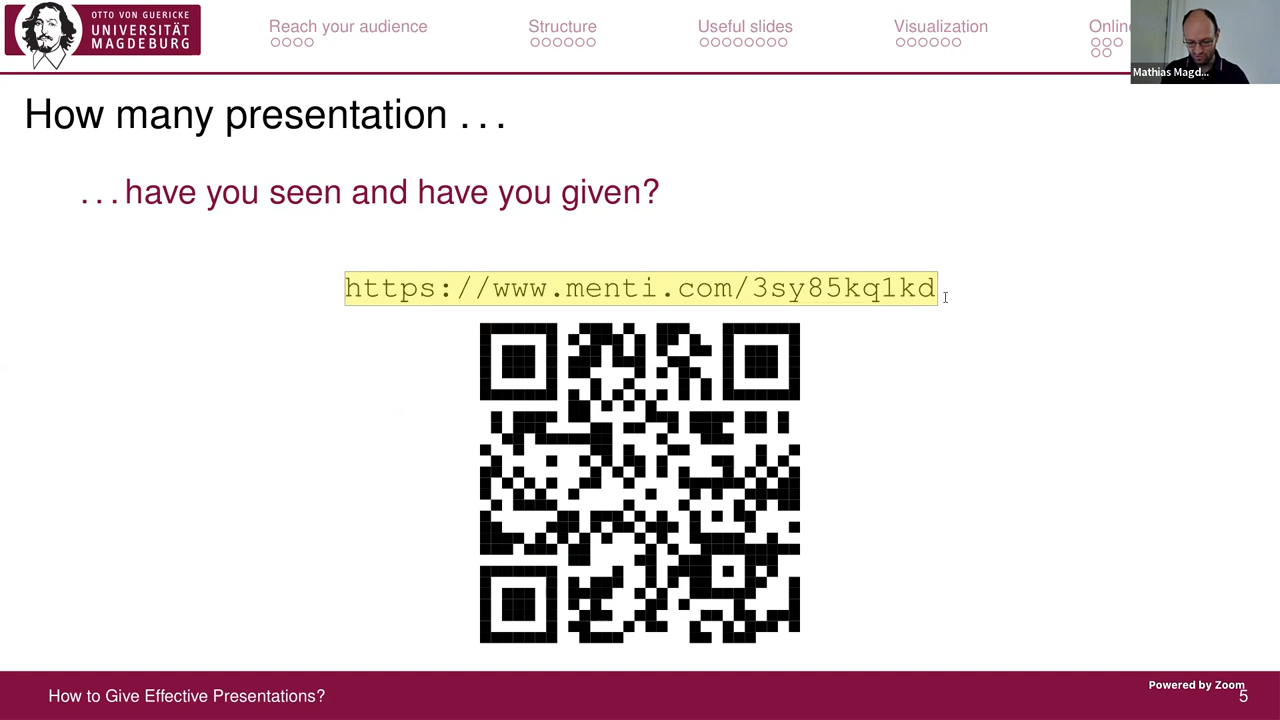 OTTO VON GUERICKE
UNIVERSITÄT
MAGDEBURG
Reach your audience
Structure
Useful slides
Visualization
Online
Mathias Magd...
How many presentation . . .
. . . have you seen and have you given?
https://www.menti.com/3sy85kq1kd
How to Give Effective Presentations?
Powered by Zoom
5